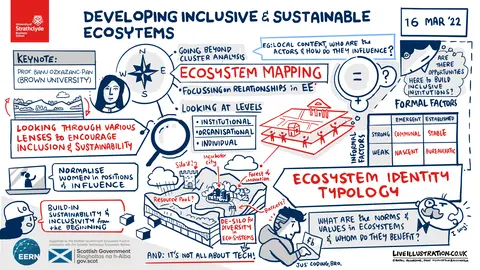 University of
Strathclyde
Business
School
DEVELOPING INCLUSIVE & SUSTAINABLE
ECOSYTEMS
16 MAR '22
KEYNOTE:
PROF BANU OZKAZANC-PAN
(BROWN UNIVERSITY)
N
E
S
W
• GOING BEYOND
CLUSTER ANALYSIS
EG: LOCAL CONTEXT, WHO ARE THE
ACTORS & HOW DO THEY INFLUENCE?
ECOSYSTEM MAPPING
• FOCUSSING ON RELATIONSHIPS IN EE
LOOKING AT LEVELS
• INSTITUTIONAL
• ORGANISATIONAL
• INDIVIDUAL
=
ARE THERE
OPPORTUNITIES
HERE TO BUILD
INCLUSIVE
INSTITUTIONS?
FORMAL FACTORS
INFORMAL
FACTORS
EMERGENT
ESTABLISHED
STRONG
COMMUNAL
STABLE
WEAK
NASCENT
BUREAUCRATIC
LOOKING THROUGH VARIOUS
LENSES TO ENCOURAGE
INCLUSION & SUSTAINABILITY
NORMALISE
WOMEN IN POSITIONS
OF INFLUENCE
BUILD-IN
SUSTAINABILITY &
INCLUSIVITY FROM
THE BEGINNING
INCUBATOR
CITY
FOREST OF
INNOVATION
RESOURCE POOL?
DE-SILO FOR
DIVERSITY
IN
ECOSYSTEMS
AND: IT'S NOT ALL ABOUT TECH!
JUS' CODING, BRO.
ECOSYSTEM IDENTITY
TYPOLOGY
WHAT ARE THE NORMS &
VALUES IN ECOSYSTEMS
& WHOM DO THEY BENEFIT?
EERN
Scottish Government
Riaghaltas na h-Alba
gov.scot
LIVEILLUSTRATION.CO.UK